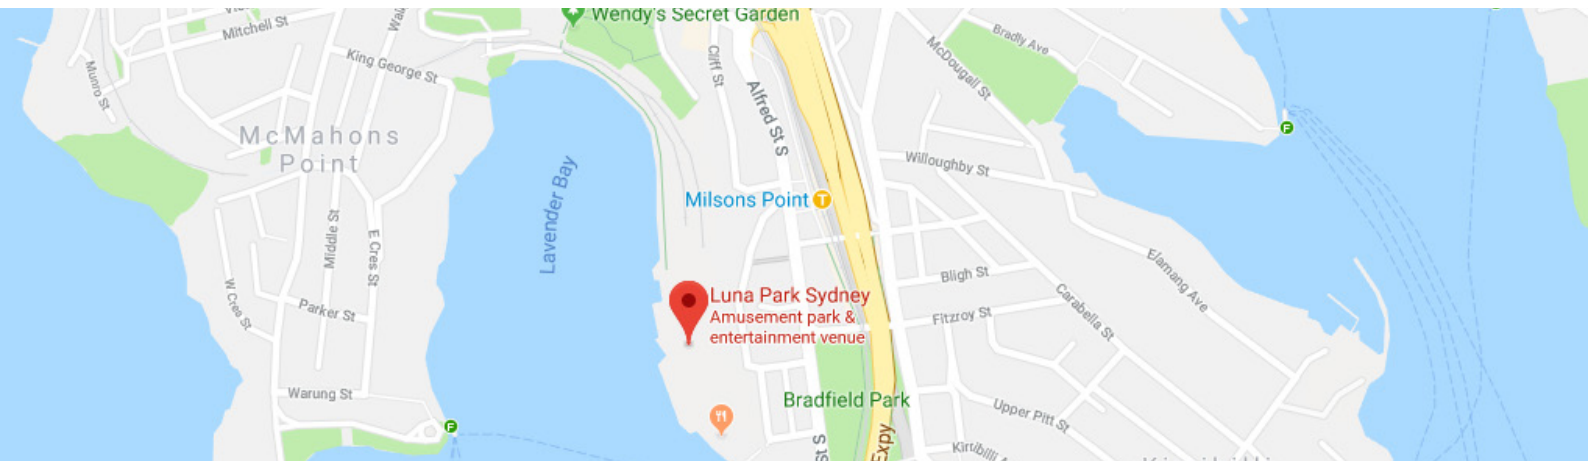 Wendy's Secret Garden
Mitchell St
King George St
Munro St
McMahons
Point
Cliff St
Alfred St S
Bradly Ave
McDougall St
Willoughby St
Lavender Bay
Milsons Point
T
F
Middle St
E Cres St
W Cres St
Parker St
Luna Park Sydney
Amusement park &
entertainment venue
Bligh St
Elamang Ave
Fitzroy St
Carabella St
Warung St
F
Bradfield Park
Upper Pitt St
Expy
Kirribilli